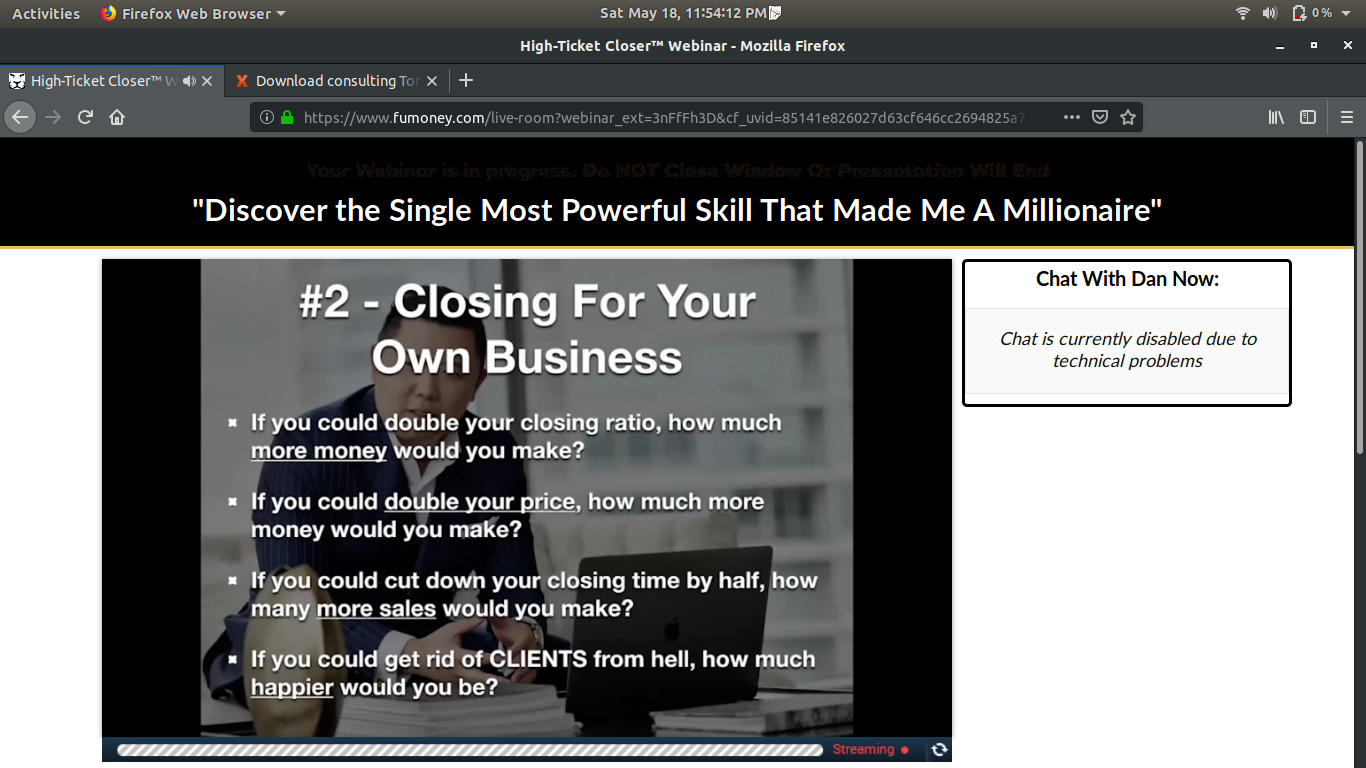 Activities
Firefox Web Browser
Sat May 18, 11:54:12 PM
0 %
High-Ticket Closer™ Webinar - Mozilla Firefox
High-Ticket Closer™ W
Download consulting Tor
https://www.fumoney.com/live-room?webinar_ext=3nFfFh3D&cf_uvid=85141e826027d63cf646cc2694825a7
Your Webinar is in progress. Do NOT Close Window Or Presentation Will End
"Discover the Single Most Powerful Skill That Made Me A Millionaire"
#2 - Closing For Your
Own Business
If you could double your closing ratio, how much
more money would you make?
If you could double your price, how much more
money would you make?
If you could cut down your closing time by half, how
many more sales would you make?
If you could get rid of CLIENTS from hell, how much
happier would you be?
Streaming
Chat With Dan Now:
Chat is currently disabled due to
technical problems